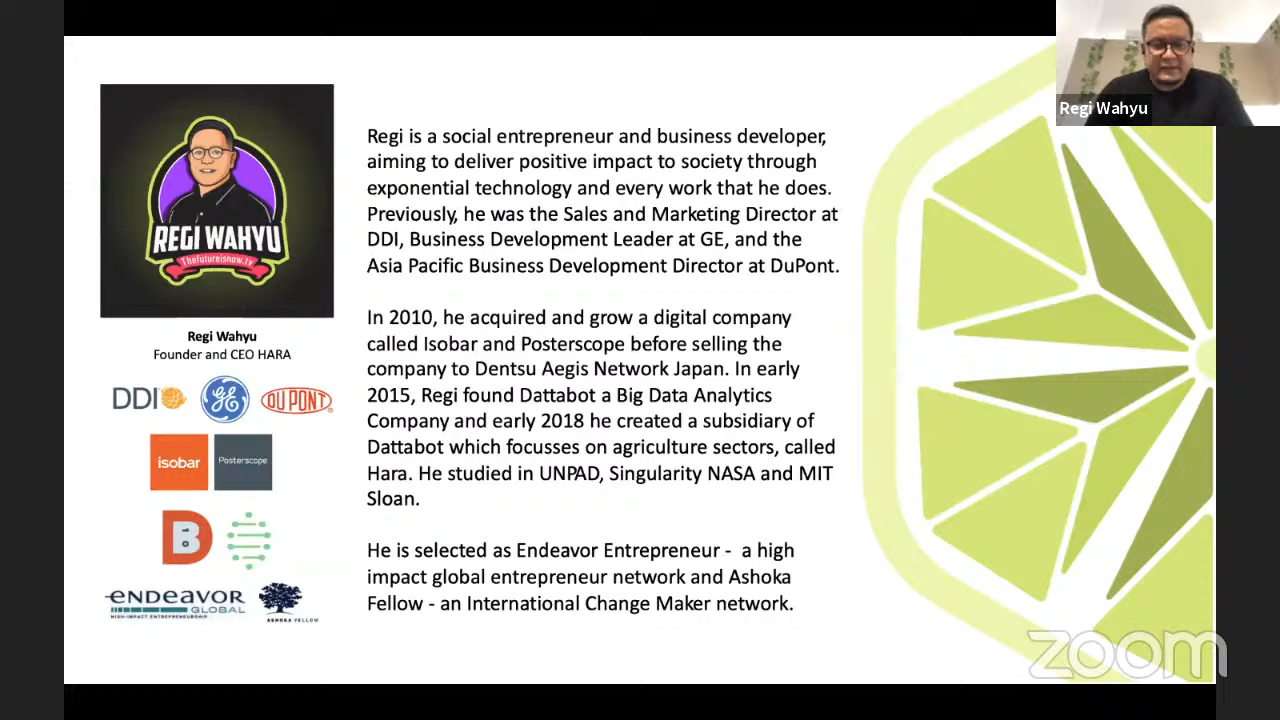 Regi Wahyu
REGI WAHYU
Thefutureisnow.tv
Regi Wahyu
Founder and CEO HARA
DDI
GE
DU PONT
isobar
Posterscope
B
enDeavor
GLOBAL
HIGH-IMPACT ENTREPRENEURSHIP
ASHOKA FELLOW
Regi is a social entrepreneur and business developer,
aiming to deliver positive impact to society through
exponential technology and every work that he does.
Previously, he was the Sales and Marketing Director at
DDI, Business Development Leader at GE, and the
Asia Pacific Business Development Director at DuPont.
In 2010, he acquired and grow a digital company
called Isobar and Posterscope before selling the
company to Dentsu Aegis Network Japan. In early
2015, Regi found Dattabot a Big Data Analytics
Company and early 2018 he created a subsidiary of
Dattabot which focusses on agriculture sectors, called
Hara. He studied in UNPAD, Singularity NASA and MIT
Sloan.
He is selected as Endeavor Entrepreneur - a high
impact global entrepreneur network and Ashoka
Fellow - an International Change Maker network.
zoom